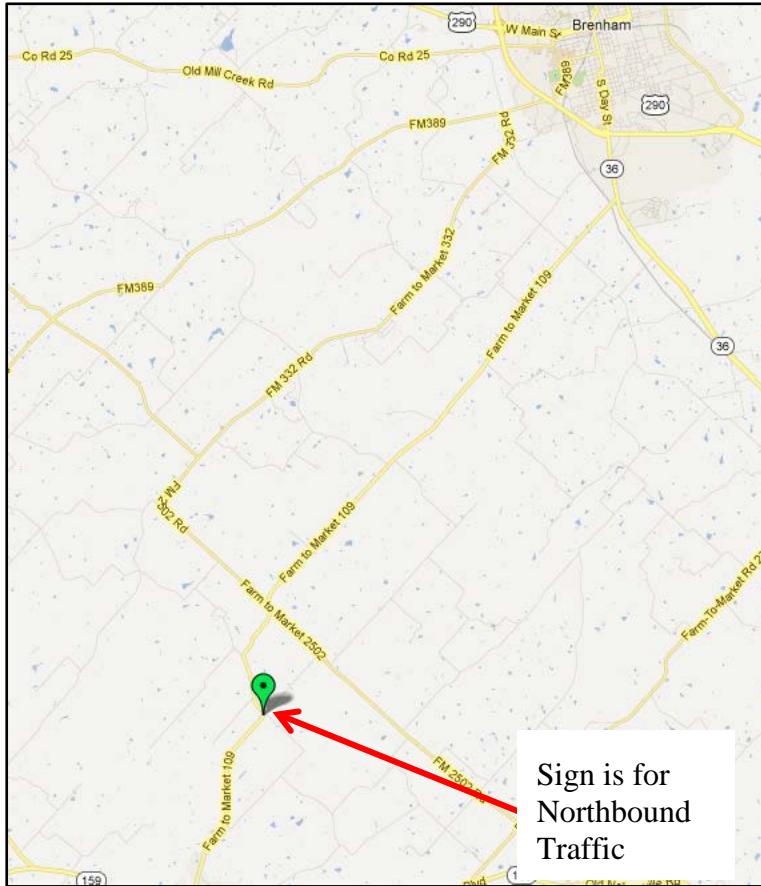 290
W Main St
Brenham
Co Rd 25
Old Mill Creek Rd
Co Rd 25
FM389
S Day St
290
FM389
FM 332 Rd
36
Farm to Market 332
FM389
Farm to Market 109
36
FM 332 Rd
FM 2502 Rd
Farm to Market 109
Farm to Market 2502
Farm-To-Market Rd
Farm to Market 109
FM 2502 Rd
Sign is for
Northbound
Traffic
159